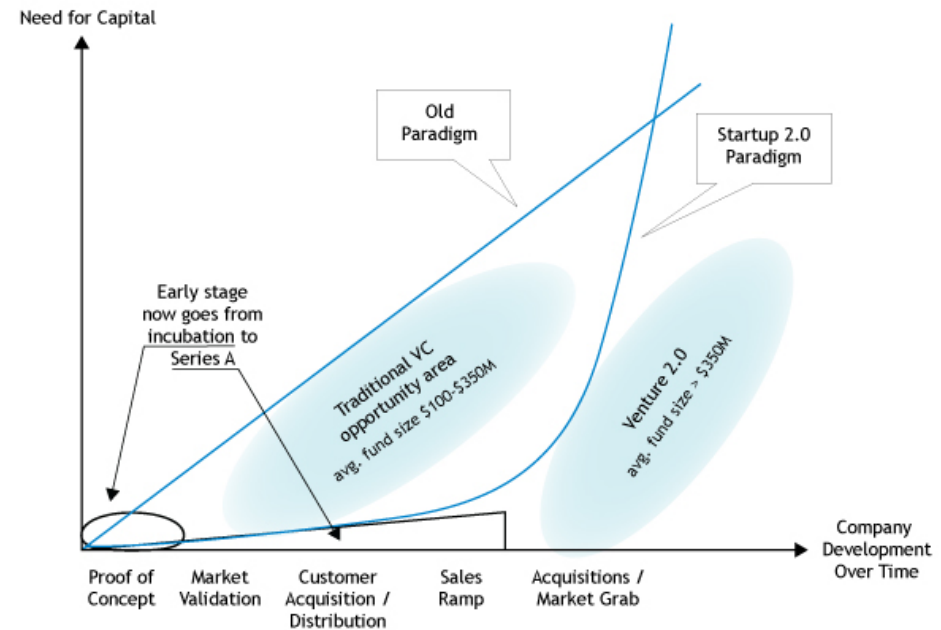 Need for Capital
Old
Paradigm
Startup 2.0
Paradigm
Early stage
now goes from
incubation to
Series A
Traditional VC
opportunity area
avg. fund size $100-$350M
Venture 2.0
avg. fund size > $350M
Company
Development
Over Time
Proof of
Concept
Market
Validation
Customer
Acquisition /
Distribution
Sales
Ramp
Acquisitions /
Market Grab